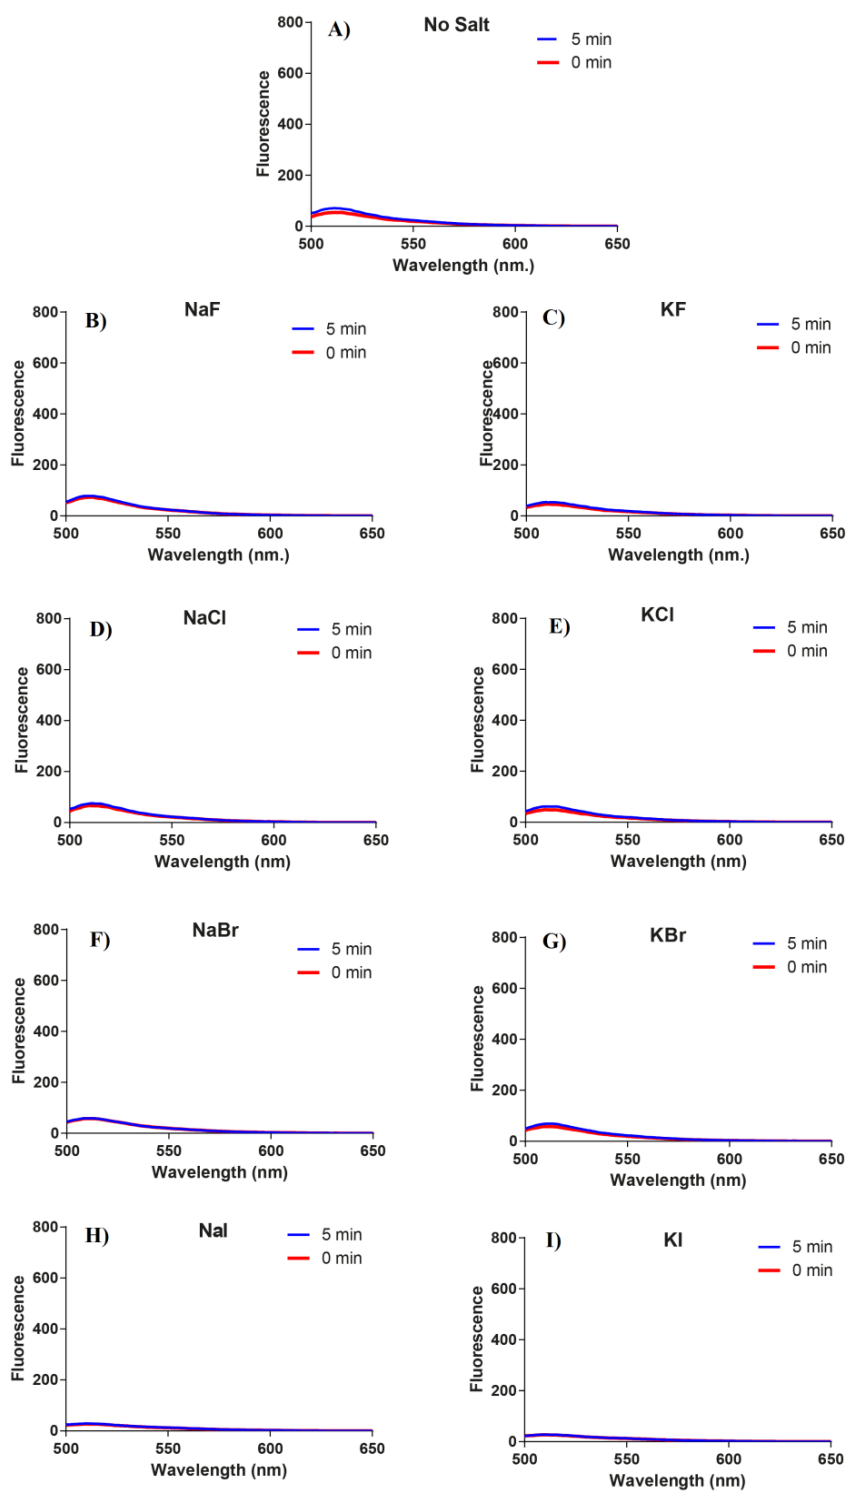 A) No Salt
5 min
0 min
800
600
400
200
0
Fluorescence
500 550 600 650
Wavelength (nm.)
B) NaF
5 min
0 min
800
600
400
200
0
Fluorescence
500 550 600 650
Wavelength (nm.)
C) KF
5 min
0 min
800
600
400
200
0
Fluorescence
500 550 600 650
Wavelength (nm.)
D) NaCl
5 min
0 min
800
600
400
200
0
Fluorescence
500 550 600 650
Wavelength (nm)
E) KCl
5 min
0 min
800
600
400
200
0
Fluorescence
500 550 600 650
Wavelength (nm)
F) NaBr
5 min
0 min
800
600
400
200
0
Fluorescence
500 550 600 650
Wavelength (nm)
G) KBr
5 min
0 min
800
600
400
200
0
Fluorescence
500 550 600 650
Wavelength (nm)
H) NaI
5 min
0 min
800
600
400
200
0
Fluorescence
500 550 600 650
Wavelength (nm)
I) KI
5 min
0 min
800
600
400
200
0
Fluorescence
500 550 600 650
Wavelength (nm)